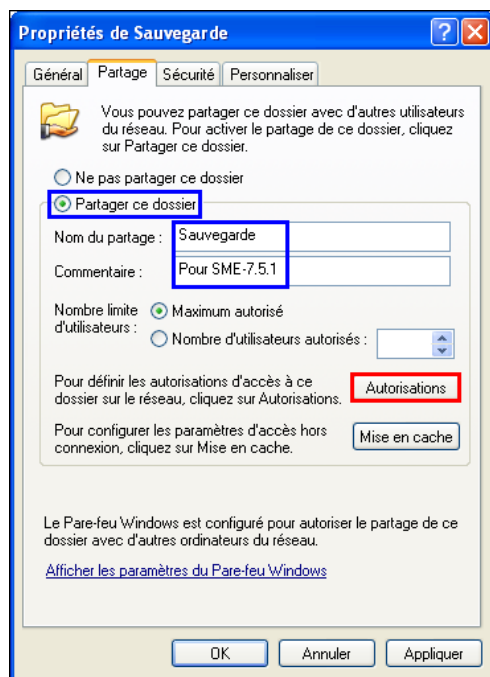 Propriétés de Sauvegarde
Général Partage Sécurité Personnaliser
Vous pouvez partager ce dossier avec d'autres utilisateurs
du réseau. Pour activer le partage de ce dossier, cliquez
sur Partager ce dossier.
Ne pas partager ce dossier
Partager ce dossier
Nom du partage : Sauvegarde
Commentaire : Pour SME-7.5.1
Nombre limite
d'utilisateurs :
Maximum autorisé
Nombre d'utilisateurs autorisés :
Pour définir les autorisations d'accès à ce
dossier sur le réseau, cliquez sur Autorisations.
Autorisations
Pour configurer les paramètres d'accès hors
connexion, cliquez sur Mise en cache.
Mise en cache
Le Pare-feu Windows est configuré pour autoriser le partage de ce
dossier avec d'autres ordinateurs du réseau.
Afficher les paramètres du Pare-feu Windows
OK Annuler Appliquer